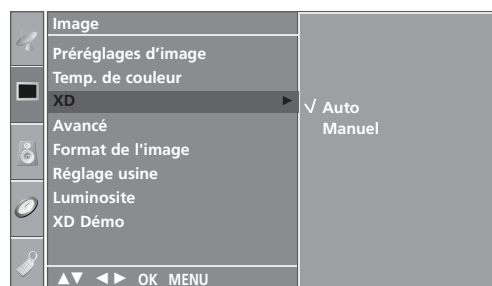 Image
Préréglages d’image
Temp. de couleur
XD ►
√ Auto
Avancé
Manuel
Format de l'image
Réglage usine
Luminosite
XD Démo
▲▼ ◄► OK MENU